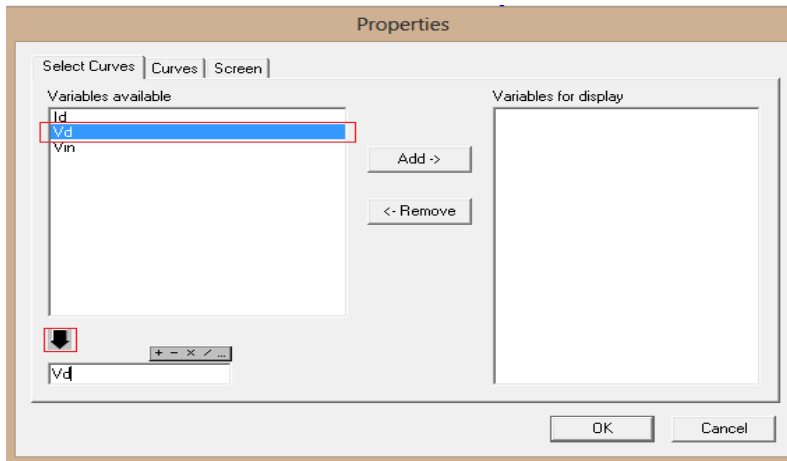 Properties
Select Curves Curves Screen
Variables available
Variables for display
Id
Vd
Vin
Add ->
<- Remove
+ - × / ...
Vd
OK Cancel